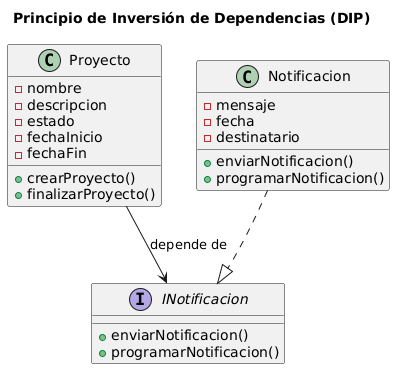 Principio de Inversión de Dependencias (DIP)
C Proyecto
nombre
descripcion
estado
fechaInicio
fechaFin
crearProyecto()
finalizarProyecto()
C Notificacion
mensaje
fecha
destinatario
enviarNotificacion()
programarNotificacion()
depende de
I INotificacion
enviarNotificacion()
programarNotificacion()